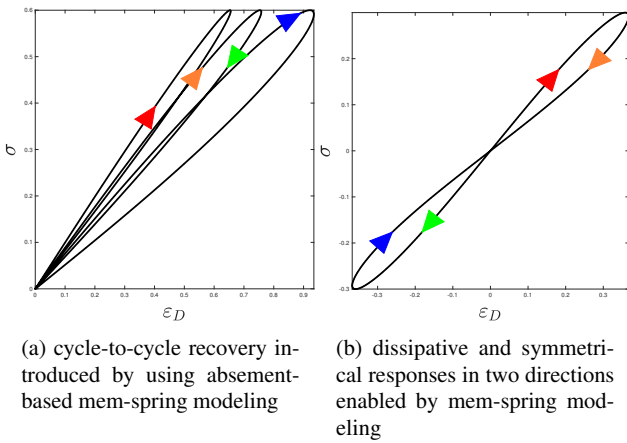 0.6
0.5
0.4
0.3
0.2
0.1
0
σ
0 0.1 0.2 0.3 0.4 0.5 0.6 0.7 0.8 0.9
ε_D
(a) cycle-to-cycle recovery in-
troduced by using absement-
based mem-spring modeling
0.3
0.2
0.1
0
-0.1
-0.2
-0.3
σ
-0.3 -0.2 -0.1 0 0.1 0.2 0.3
ε_D
(b) dissipative and symmetri-
cal responses in two directions
enabled by mem-spring mod-
eling